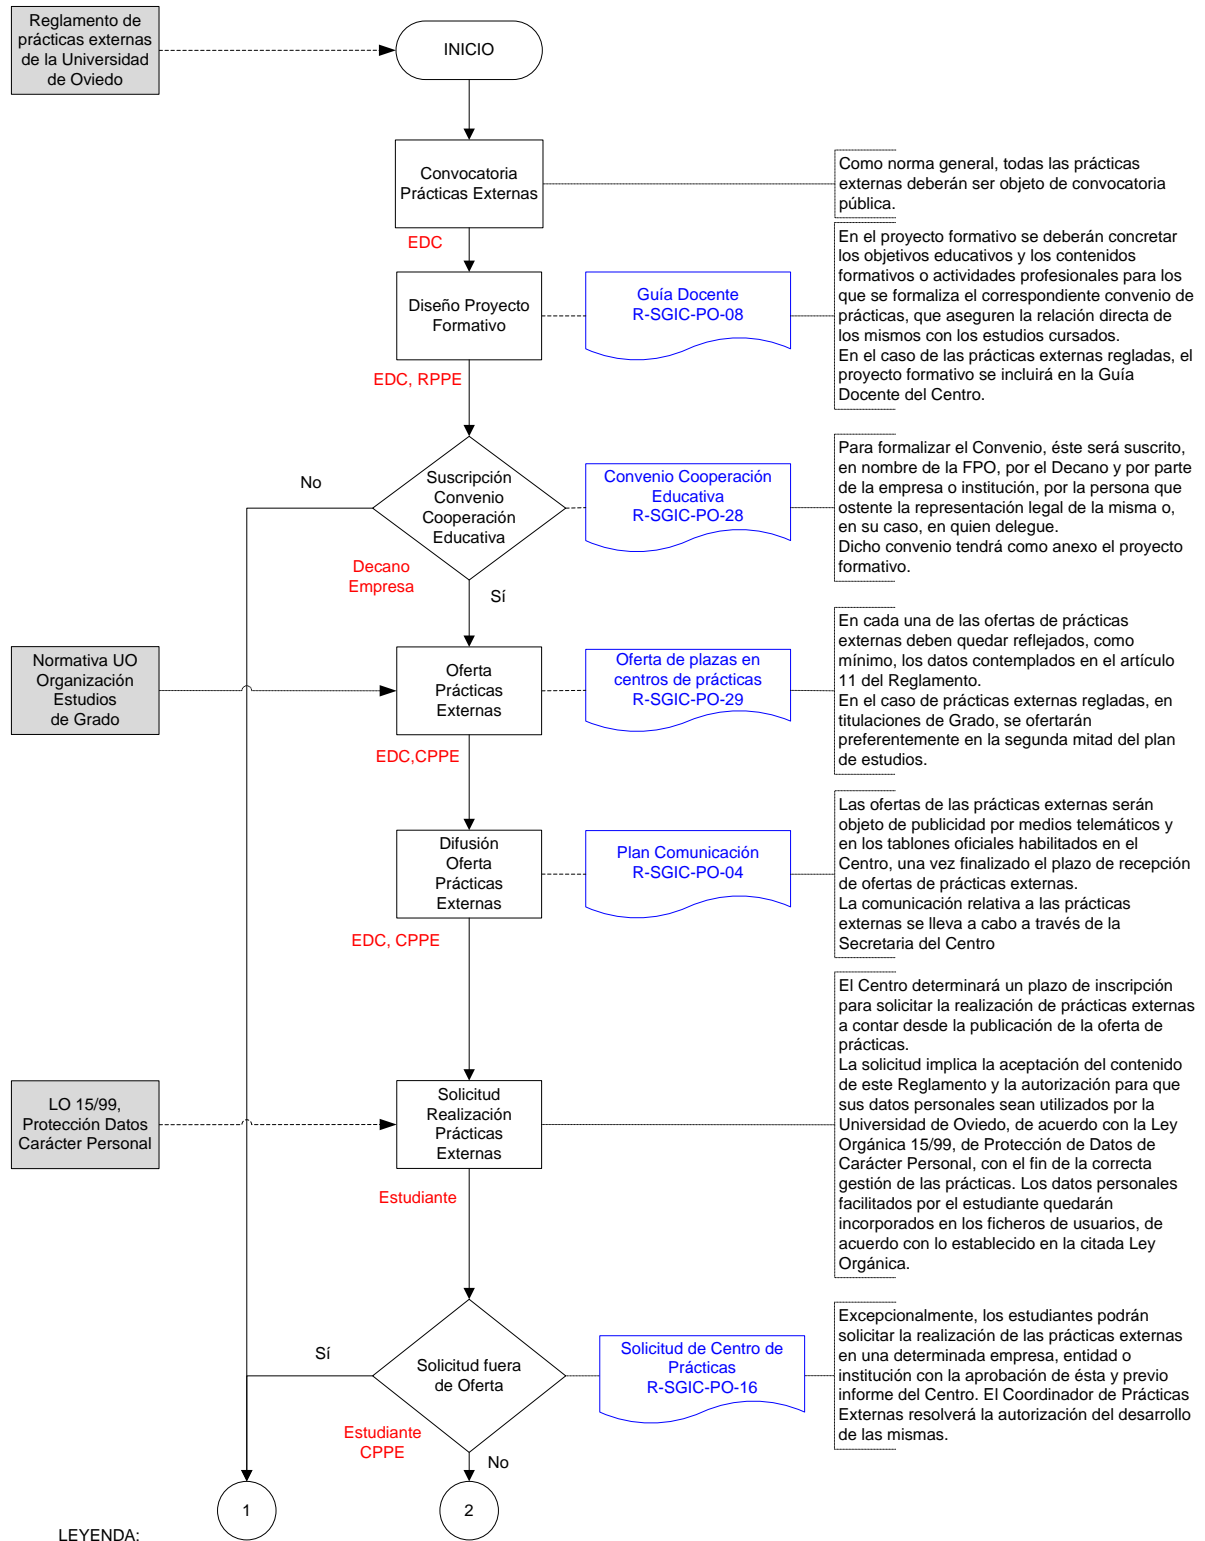 Reglamento de
prácticas externas
de la Universidad
de Oviedo
INICIO
Convocatoria
Prácticas Externas
Como norma general, todas las prácticas
externas deberán ser objeto de convocatoria
pública.
EDC
Diseño Proyecto
Formativo
Guía Docente
R-SGIC-PO-08
En el proyecto formativo se deberán concretar
los objetivos educativos y los contenidos
formativos o actividades profesionales para los
que se formaliza el correspondiente convenio de
prácticas, que aseguren la relación directa de
los mismos con los estudios cursados.
En el caso de las prácticas externas regladas, el
proyecto formativo se incluirá en la Guía
Docente del Centro.
EDC, RPPE
No
Suscripción
Convenio
Cooperación
Educativa
Convenio Cooperación
Educativa
R-SGIC-PO-28
Para formalizar el Convenio, éste será suscrito,
en nombre de la FPO, por el Decano y por parte
de la empresa o institución, por la persona que
ostente la representación legal de la misma o,
en su caso, en quien delegue.
Dicho convenio tendrá como anexo el proyecto
formativo.
Decano
Empresa
Sí
Normativa UO
Organización
Estudios
de Grado
Oferta
Prácticas
Externas
Oferta de plazas en
centros de prácticas
R-SGIC-PO-29
En cada una de las ofertas de prácticas
externas deben quedar reflejados, como
mínimo, los datos contemplados en el artículo
11 del Reglamento.
En el caso de prácticas externas regladas, en
titulaciones de Grado, se ofertarán
preferentemente en la segunda mitad del plan
de estudios.
EDC,CPPE
Difusión
Oferta
Prácticas
Externas
Plan Comunicación
R-SGIC-PO-04
Las ofertas de las prácticas externas serán
objeto de publicidad por medios telemáticos y
en los tablones oficiales habilitados en el
Centro, una vez finalizado el plazo de recepción
de ofertas de prácticas externas.
La comunicación relativa a las prácticas
externas se lleva a cabo a través de la
Secretaria del Centro
EDC, CPPE
LO 15/99,
Protección Datos
Carácter Personal
Solicitud
Realización
Prácticas
Externas
El Centro determinará un plazo de inscripción
para solicitar la realización de prácticas externas
a contar desde la publicación de la oferta de
prácticas.
La solicitud implica la aceptación del contenido
de este Reglamento y la autorización para que
sus datos personales sean utilizados por la
Universidad de Oviedo, de acuerdo con la Ley
Orgánica 15/99, de Protección de Datos de
Carácter Personal, con el fin de la correcta
gestión de las prácticas. Los datos personales
facilitados por el estudiante quedarán
incorporados en los ficheros de usuarios, de
acuerdo con lo establecido en la citada Ley
Orgánica.
Estudiante
Sí
Solicitud fuera
de Oferta
Solicitud de Centro de
Prácticas
R-SGIC-PO-16
Excepcionalmente, los estudiantes podrán
solicitar la realización de las prácticas externas
en una determinada empresa, entidad o
institución con la aprobación de ésta y previo
informe del Centro. El Coordinador de Prácticas
Externas resolverá la autorización del desarrollo
de las mismas.
Estudiante
CPPE
No
1
2
LEYENDA: